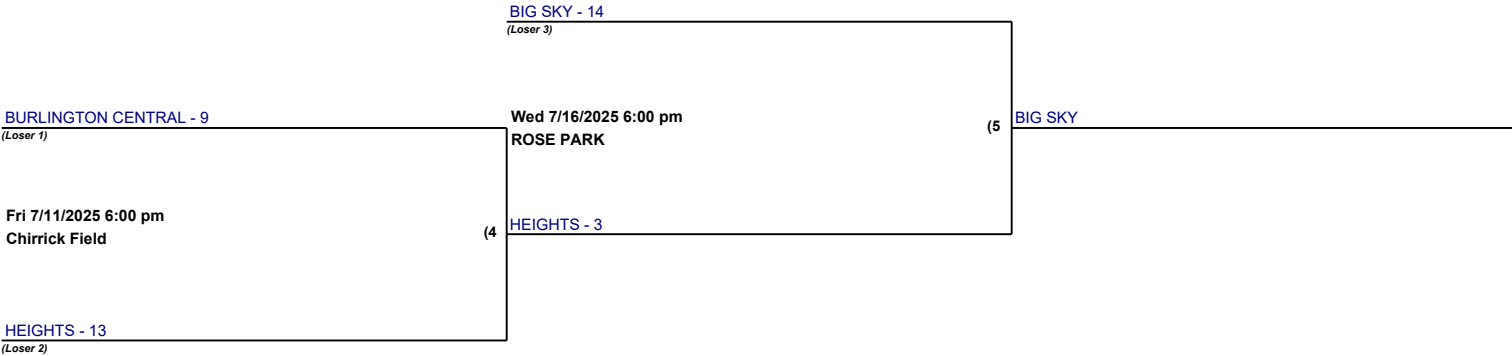 BIG SKY - 14
(Loser 3)
BURLINGTON CENTRAL - 9
(Loser 1)
Wed 7/16/2025 6:00 pm
ROSE PARK
(5
BIG SKY
Fri 7/11/2025 6:00 pm
Chirrick Field
(4
HEIGHTS - 3
HEIGHTS - 13
(Loser 2)